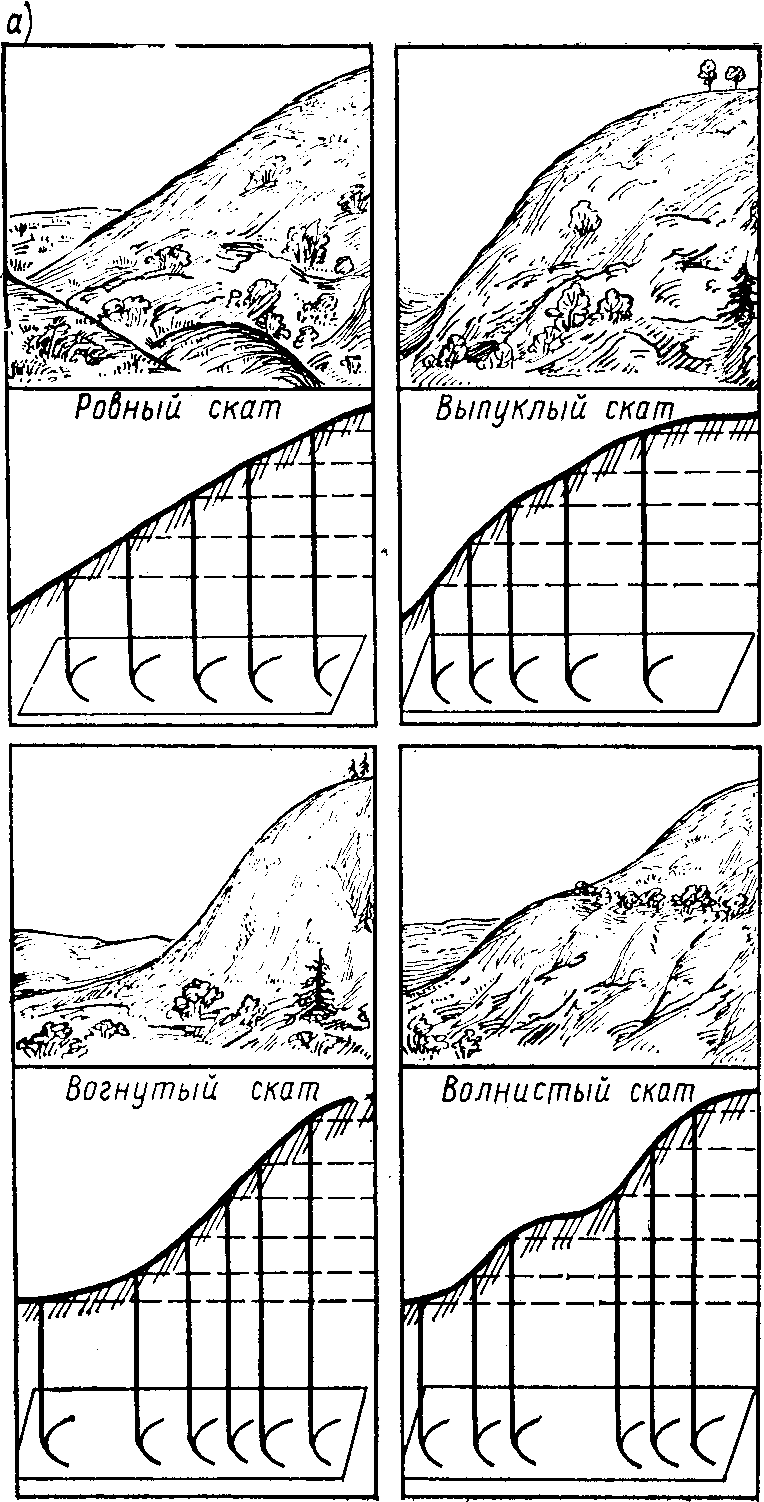 а)
Ровный скат
Выпуклый скат
Вогнутый скат
Волнистый скат